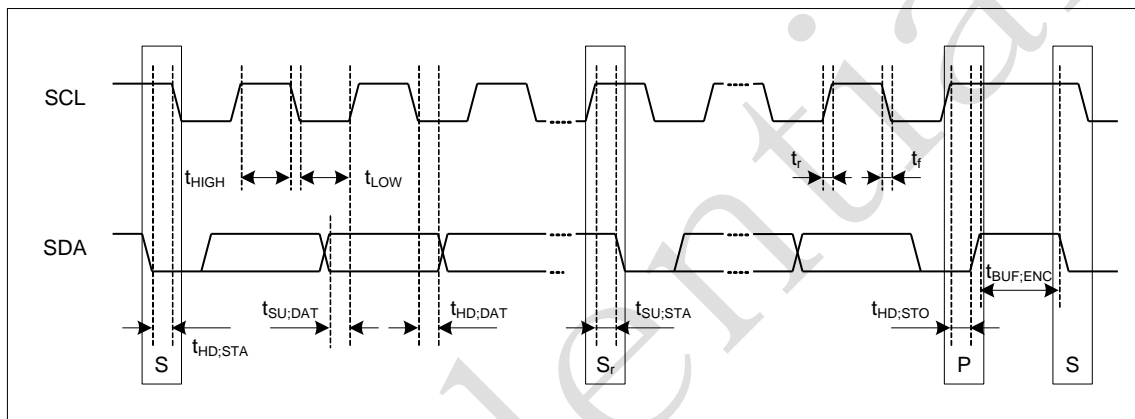 SCL
tHIGH
tLOW
tr
tf
SDA
tSU;DAT
tHD;DAT
tSU;STA
tHD;STO
tBUF;ENC
tHD;STA
S
Sr
P
S
ential